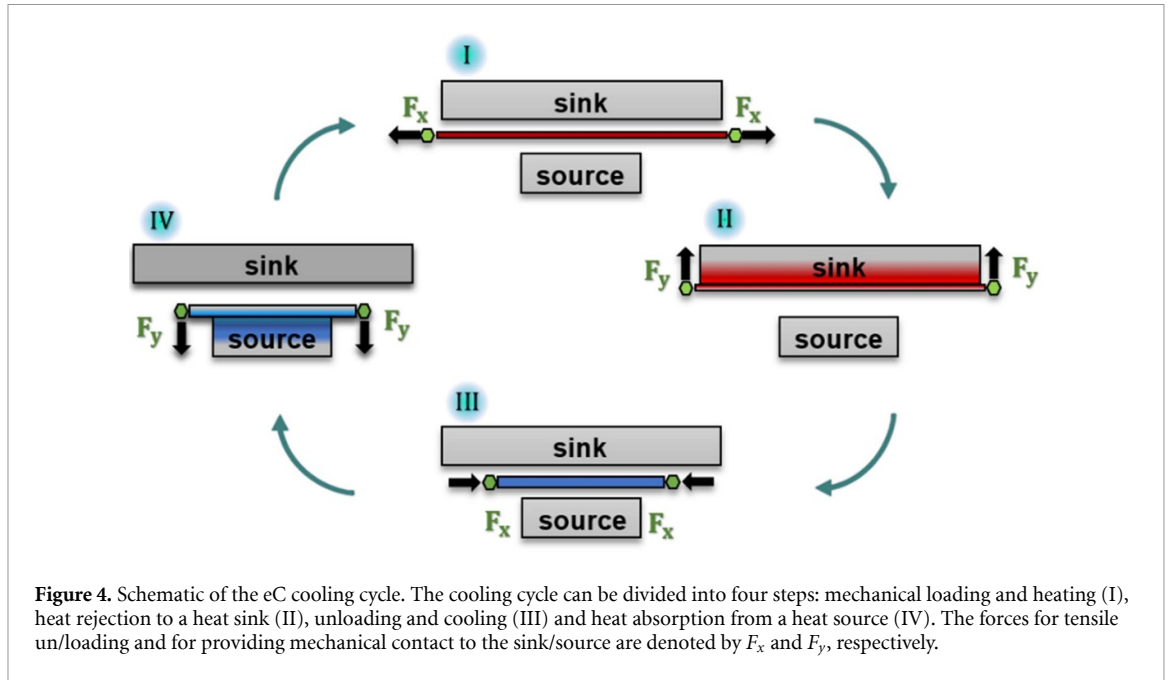 I
sink
Fx Fx
source
II
sink
Fy Fy
source
III
sink
Fx source Fx
IV
sink
Fy source Fy
Figure 4. Schematic of the eC cooling cycle. The cooling cycle can be divided into four steps: mechanical loading and heating (I),
heat rejection to a heat sink (II), unloading and cooling (III) and heat absorption from a heat source (IV). The forces for tensile
un/loading and for providing mechanical contact to the sink/source are denoted by Fx and Fy, respectively.